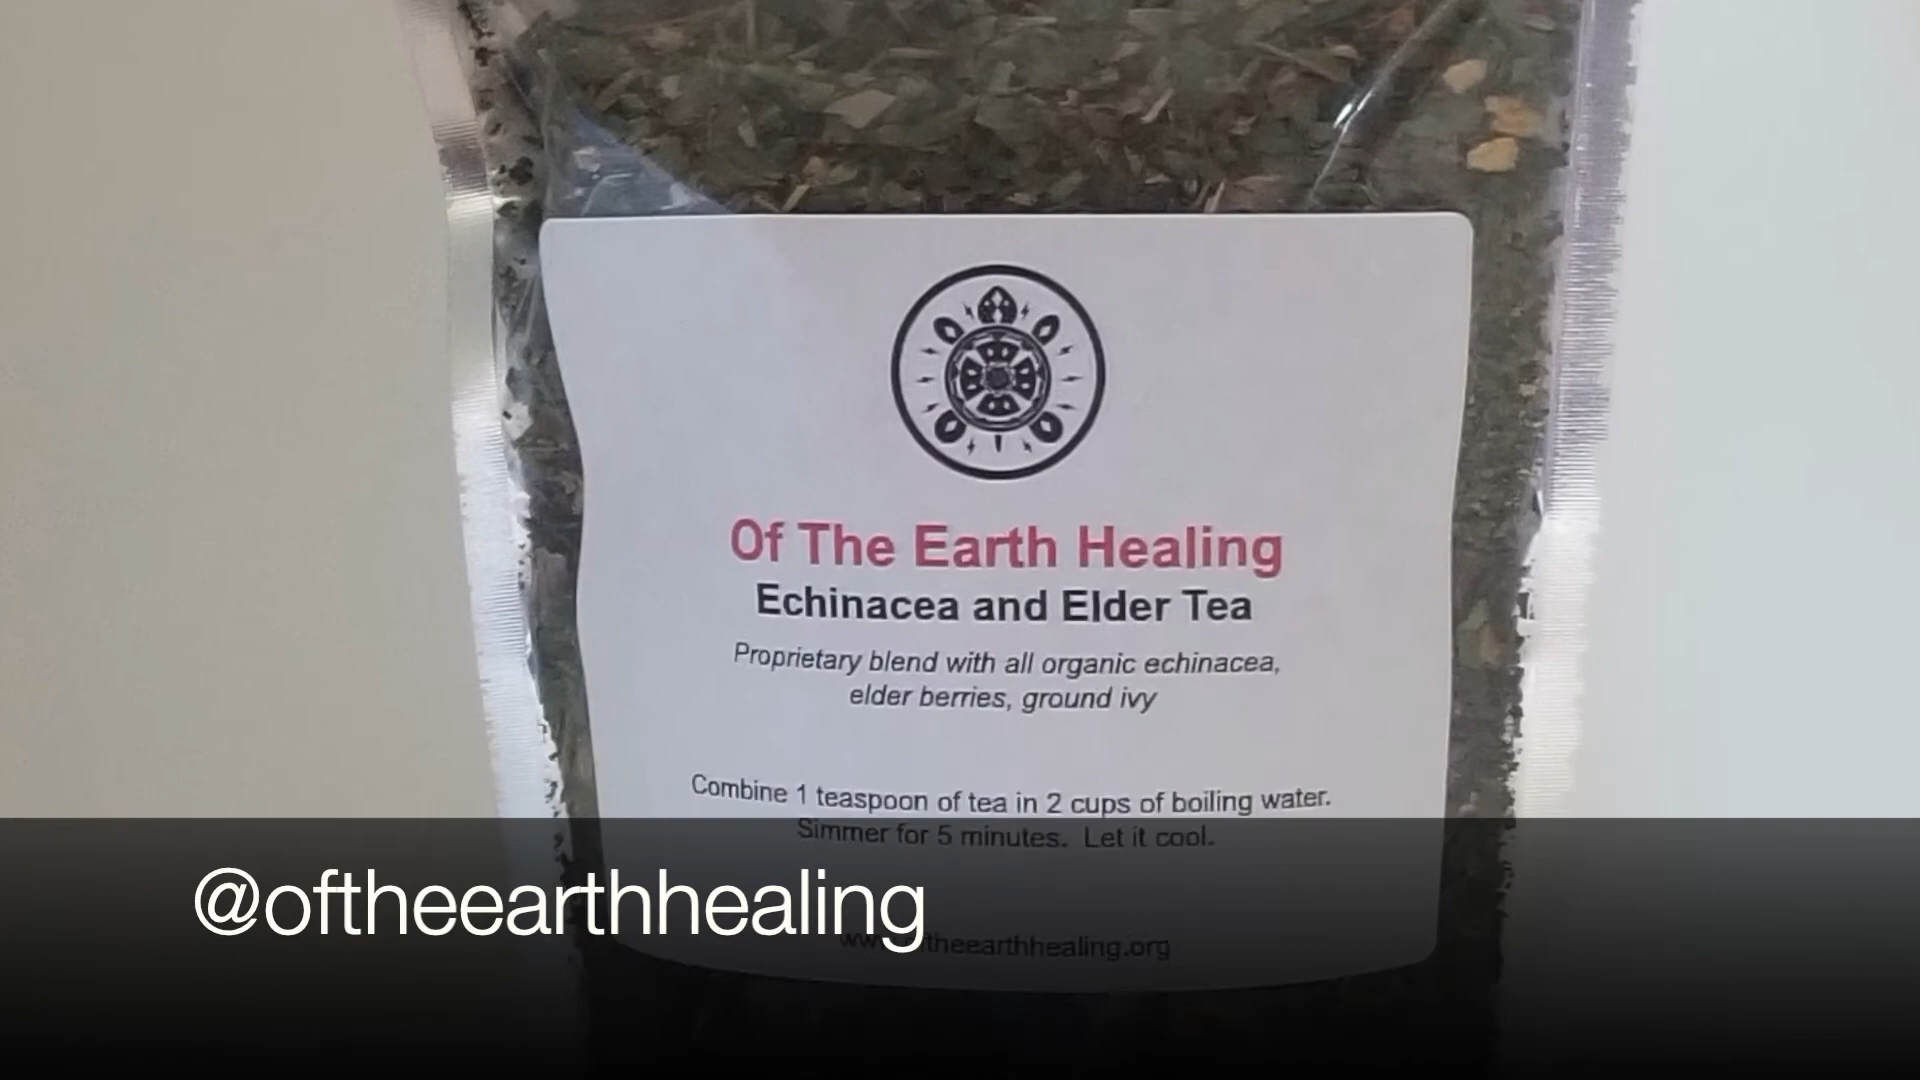 Of The Earth Healing
Echinacea and Elder Tea
Proprietary blend with all organic echinacea,
elder berries, ground ivy
Combine 1 teaspoon of tea in 2 cups of boiling water.
Simmer for 5 minutes. Let it cool.
@oftheearthhealing
www.oftheearthhealing.org